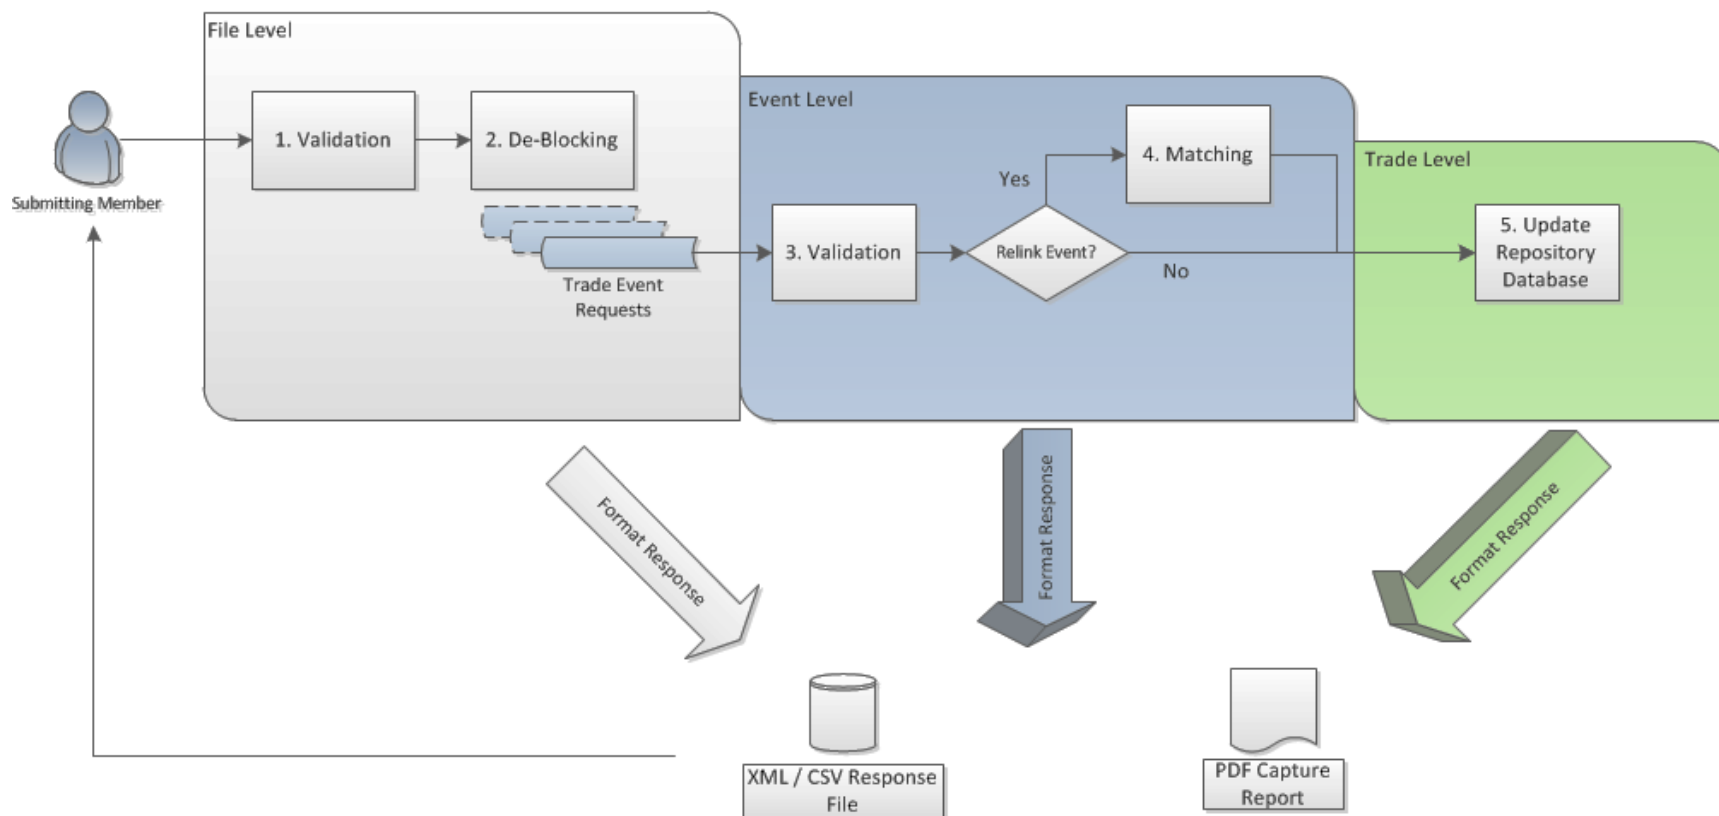 File Level
Event Level
Trade Level
1. Validation
2. De-Blocking
4. Matching
Yes
Submitting Member
3. Validation
Relink Event?
No
5. Update
Repository
Database
Trade Event
Requests
Format Response
Format Response
Format Response
XML / CSV Response
File
PDF Capture
Report